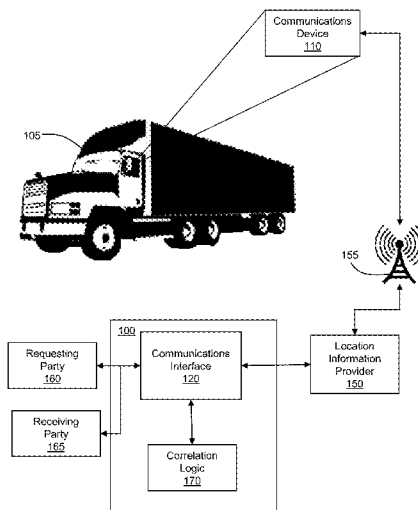 Communications
Device
110
105
155
100
Requesting
Party
160
Communications
Interface
120
Location
Information
Provider
150
Receiving
Party
165
Correlation
Logic
170